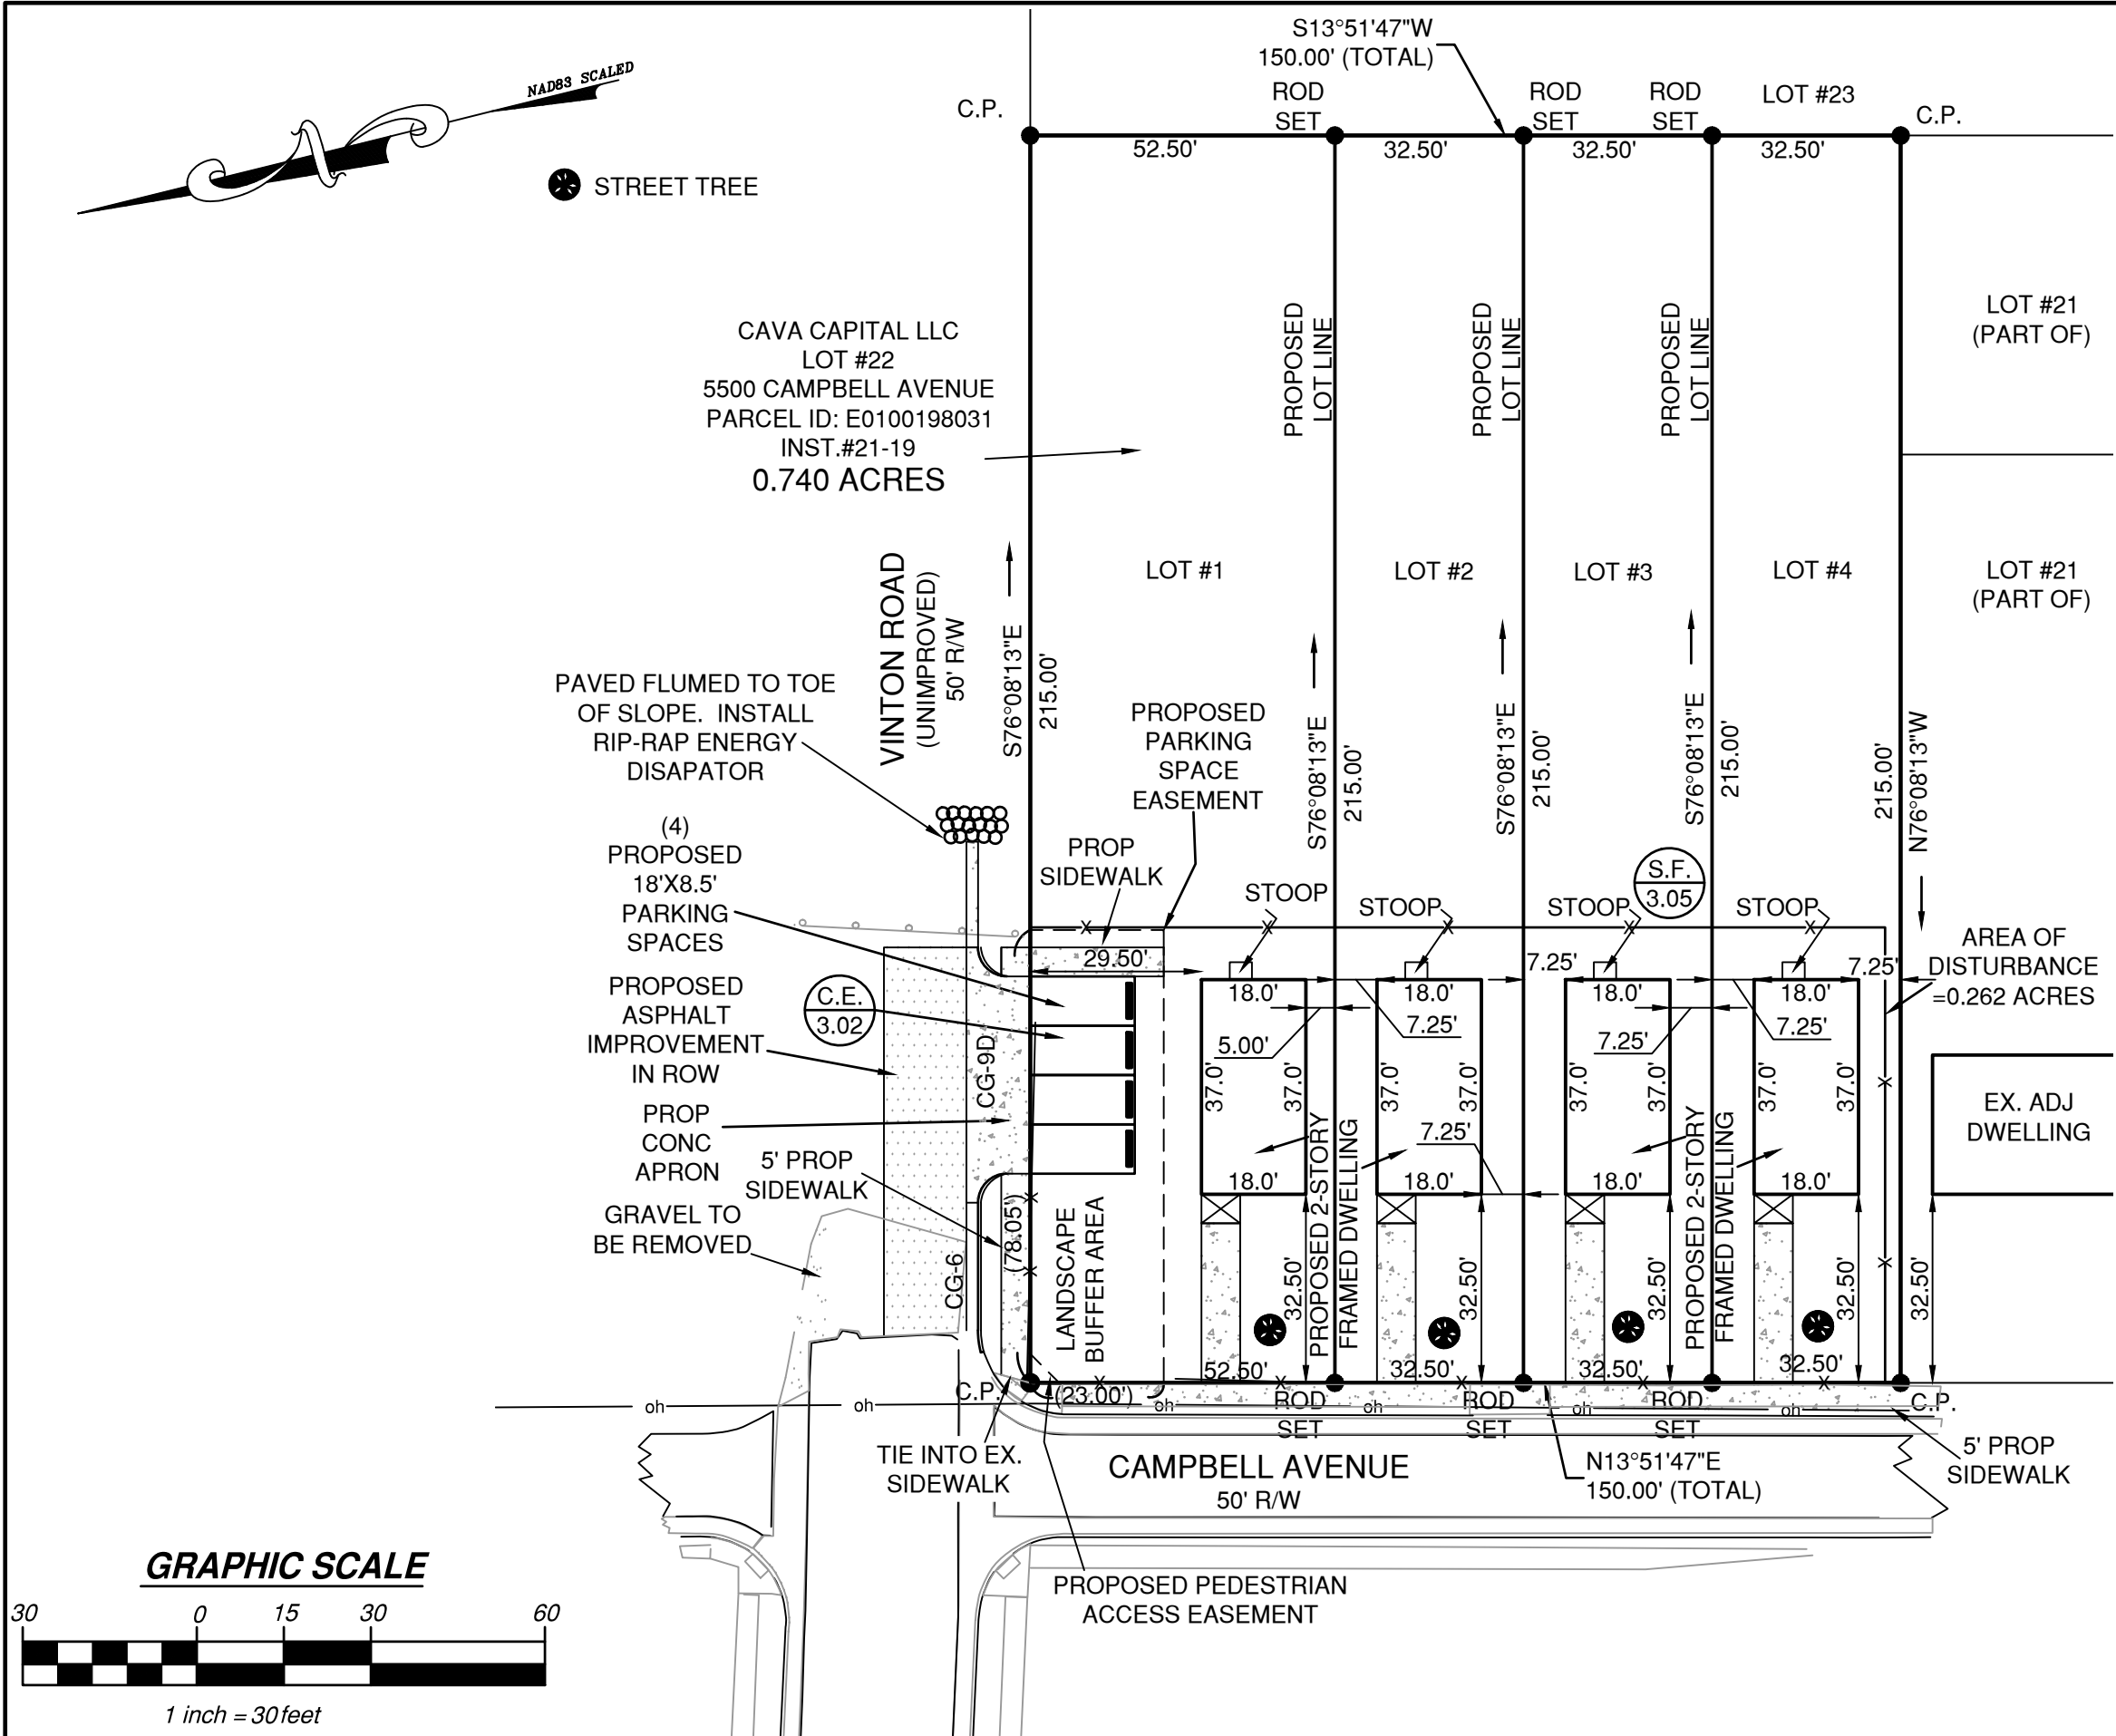 S13°51'47"W
150.00' (TOTAL)
NAD83 SCALED
N
STREET TREE
C.P.
ROD
SET
ROD
SET
ROD
SET
LOT #23
C.P.
52.50'
32.50'
32.50'
32.50'
CAVA CAPITAL LLC
LOT #22
5500 CAMPBELL AVENUE
PARCEL ID: E0100198031
INST.#21-19
0.740 ACRES
PROPOSED
LOT LINE
PROPOSED
LOT LINE
PROPOSED
LOT LINE
LOT #21
(PART OF)
LOT #1
LOT #2
LOT #3
LOT #4
LOT #21
(PART OF)
VINTON ROAD
(UNIMPROVED)
50' R/W
S76°08'13"E
215.00'
S76°08'13"E
215.00'
S76°08'13"E
215.00'
S76°08'13"E
215.00'
215.00'
N76°08'13"W
PAVED FLUMED TO TOE
OF SLOPE. INSTALL
RIP-RAP ENERGY
DISAPATOR
PROPOSED
PARKING
SPACE
EASEMENT
(4)
PROPOSED
18'X8.5'
PARKING
SPACES
PROP
SIDEWALK
STOOP
STOOP
STOOP
STOOP
S.F.
3.05
AREA OF
DISTURBANCE
=0.262 ACRES
29.50'
7.25'
7.25'
PROPOSED
ASPHALT
IMPROVEMENT
IN ROW
C.E.
3.02
CG-9D
18.0'
18.0'
18.0'
18.0'
5.00'
7.25'
7.25'
7.25'
37.0'
37.0'
37.0'
37.0'
37.0'
37.0'
37.0'
37.0'
EX. ADJ
DWELLING
PROP
CONC
APRON
5' PROP
SIDEWALK
7.25'
18.0'
18.0'
18.0'
18.0'
GRAVEL TO
BE REMOVED
CG-6
(78.05')
LANDSCAPE
BUFFER AREA
PROPOSED 2-STORY
FRAMED DWELLING
PROPOSED 2-STORY
FRAMED DWELLING
32.50'
32.50'
32.50'
32.50'
32.50'
52.50'
32.50'
32.50'
32.50'
X
X
X
X
X
X
X
X
X
X
X
X
X
C.P.
(23.00')
C.P.
oh
oh
oh
oh
oh
oh
ROD
SET
ROD
SET
ROD
SET
TIE INTO EX.
SIDEWALK
CAMPBELL AVENUE
50' R/W
N13°51'47"E
150.00' (TOTAL)
5' PROP
SIDEWALK
PROPOSED PEDESTRIAN
ACCESS EASEMENT
GRAPHIC SCALE
30 0 15 30 60
1 inch = 30 feet